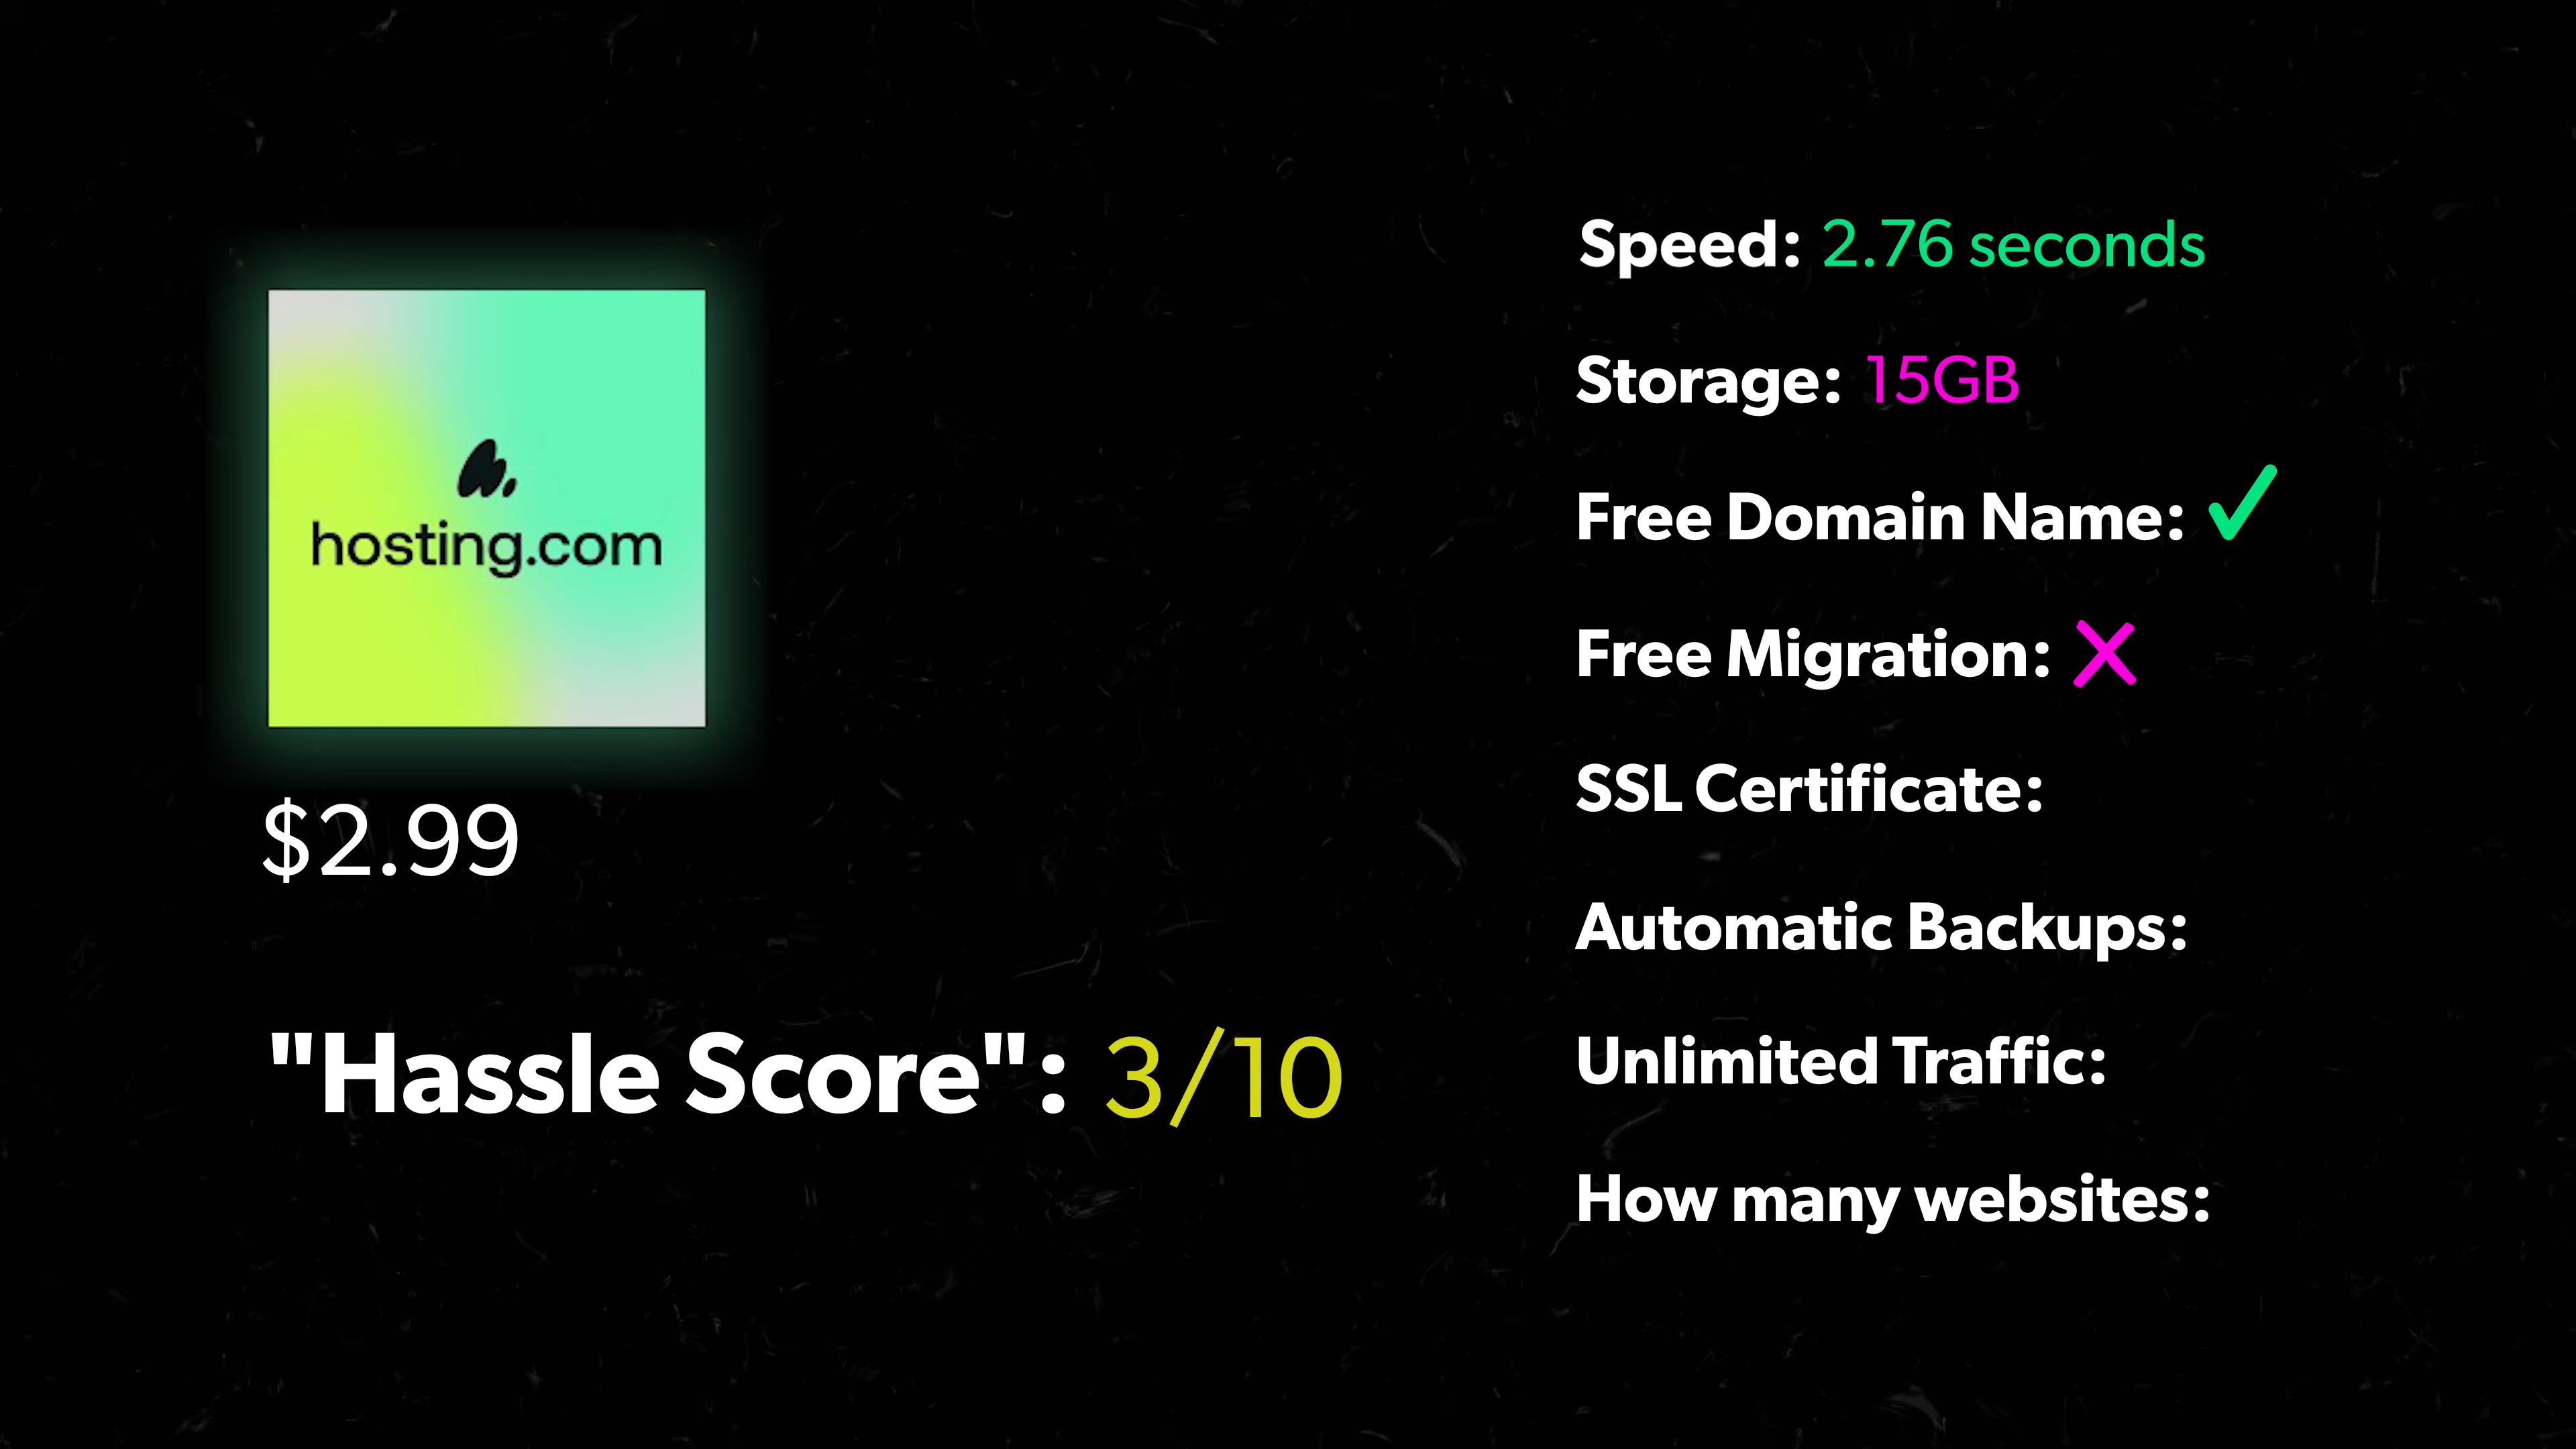 hosting.com
$2.99
"Hassle Score": 3/10
Speed: 2.76 seconds
Storage: 15GB
Free Domain Name: ✓
Free Migration: X
SSL Certificate:
Automatic Backups:
Unlimited Traffic:
How many websites: